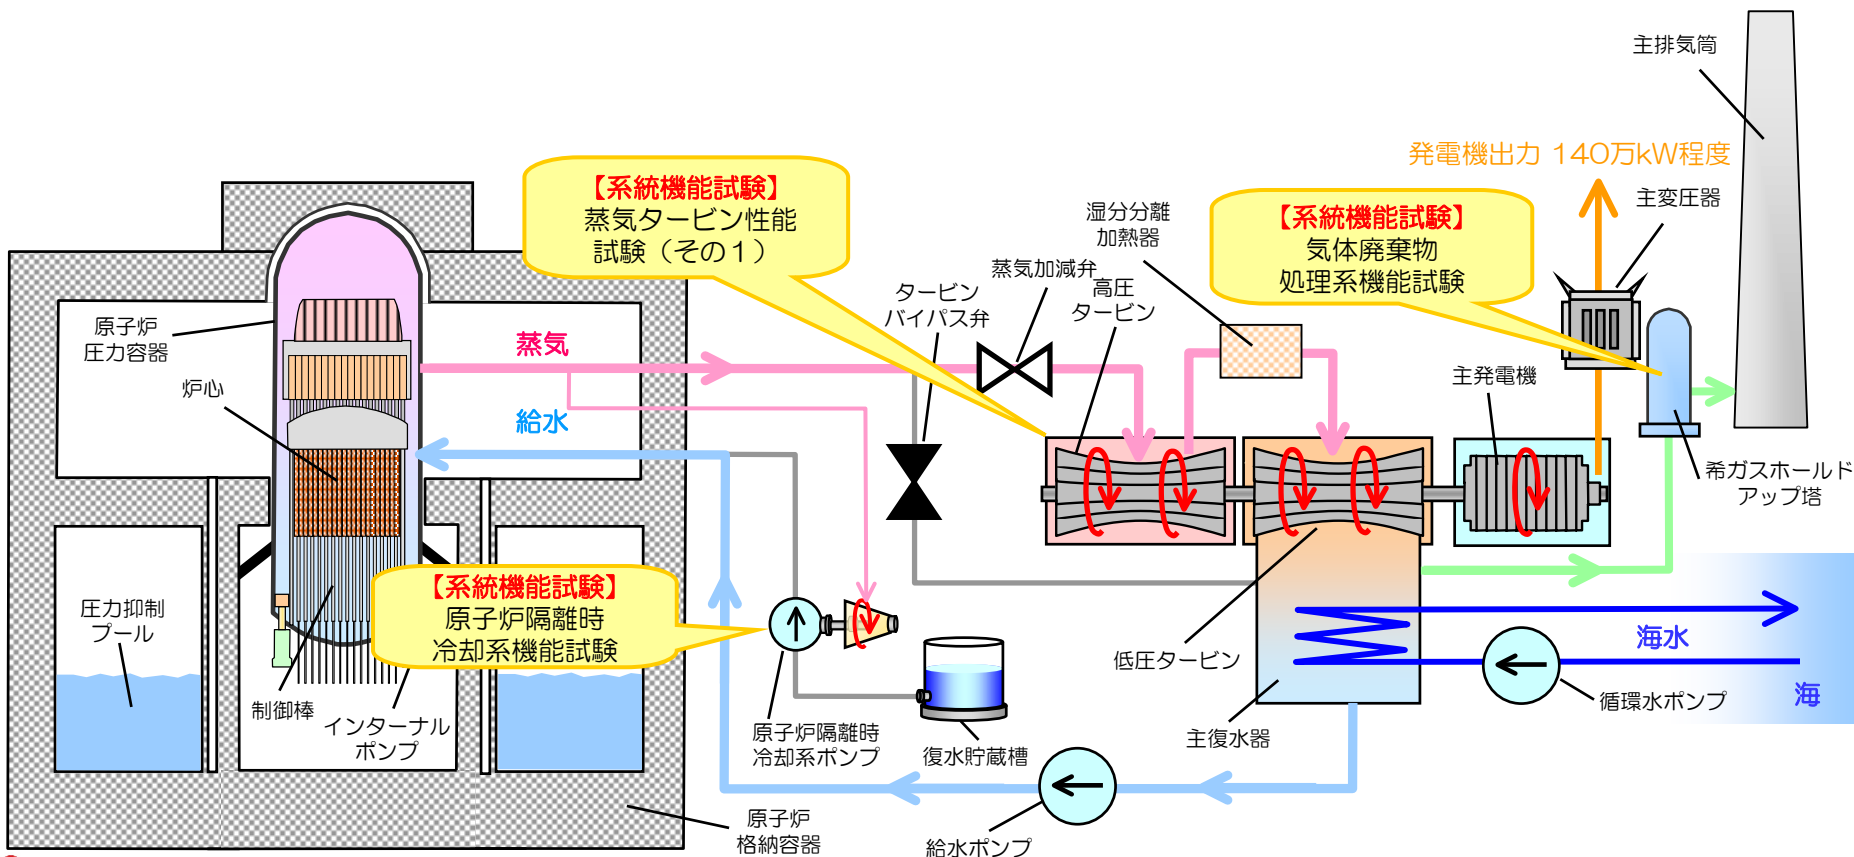 主排気筒
発電機出力 140万kW程度
【系統機能試験】
蒸気タービン性能
試験（その１）
主変圧器
湿分分離
加熱器
【系統機能試験】
気体廃棄物
処理系機能試験
蒸気加減弁
高圧
タービン
タービン
バイパス弁
原子炉
圧力容器
蒸気
炉心
主発電機
給水
希ガスホールド
アップ塔
【系統機能試験】
原子炉隔離時
冷却系機能試験
圧力抑制
プール
海水
低圧タービン
海
制御棒
インターナル
ポンプ
循環水ポンプ
原子炉隔離時
冷却系ポンプ
復水貯蔵槽
主復水器
原子炉
格納容器
給水ポンプ